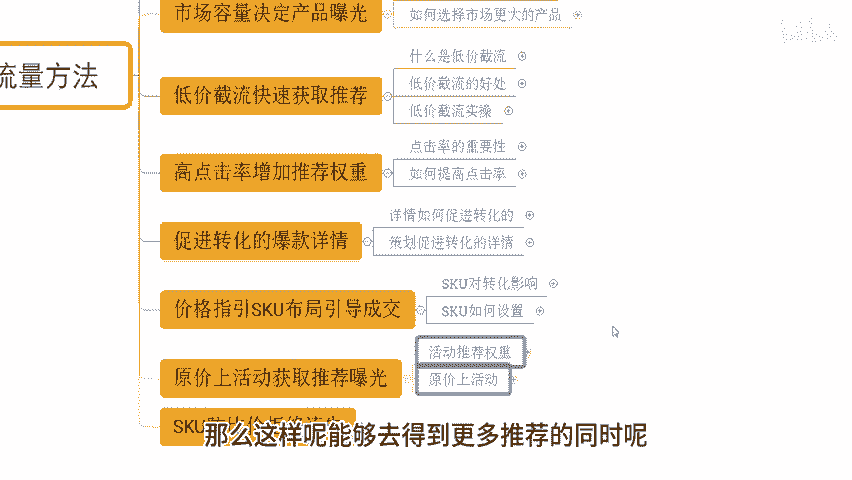 流量方法
市场容量决定产品曝光
如何选择市场更大的产品
低价截流快速获取推荐
什么是低价截流
低价截流的好处
低价截流实操
高点击率增加推荐权重
点击率的重要性
如何提高点击率
促进转化的爆款详情
详情如何促进转化的
策划促进转化的详情
价格指引SKU布局引导成交
SKU对转化影响
SKU如何设置
原价上活动获取推荐曝光
活动推荐权重
原价上活动
SKU
那么这样呢能够去得到更多推荐的同时呢